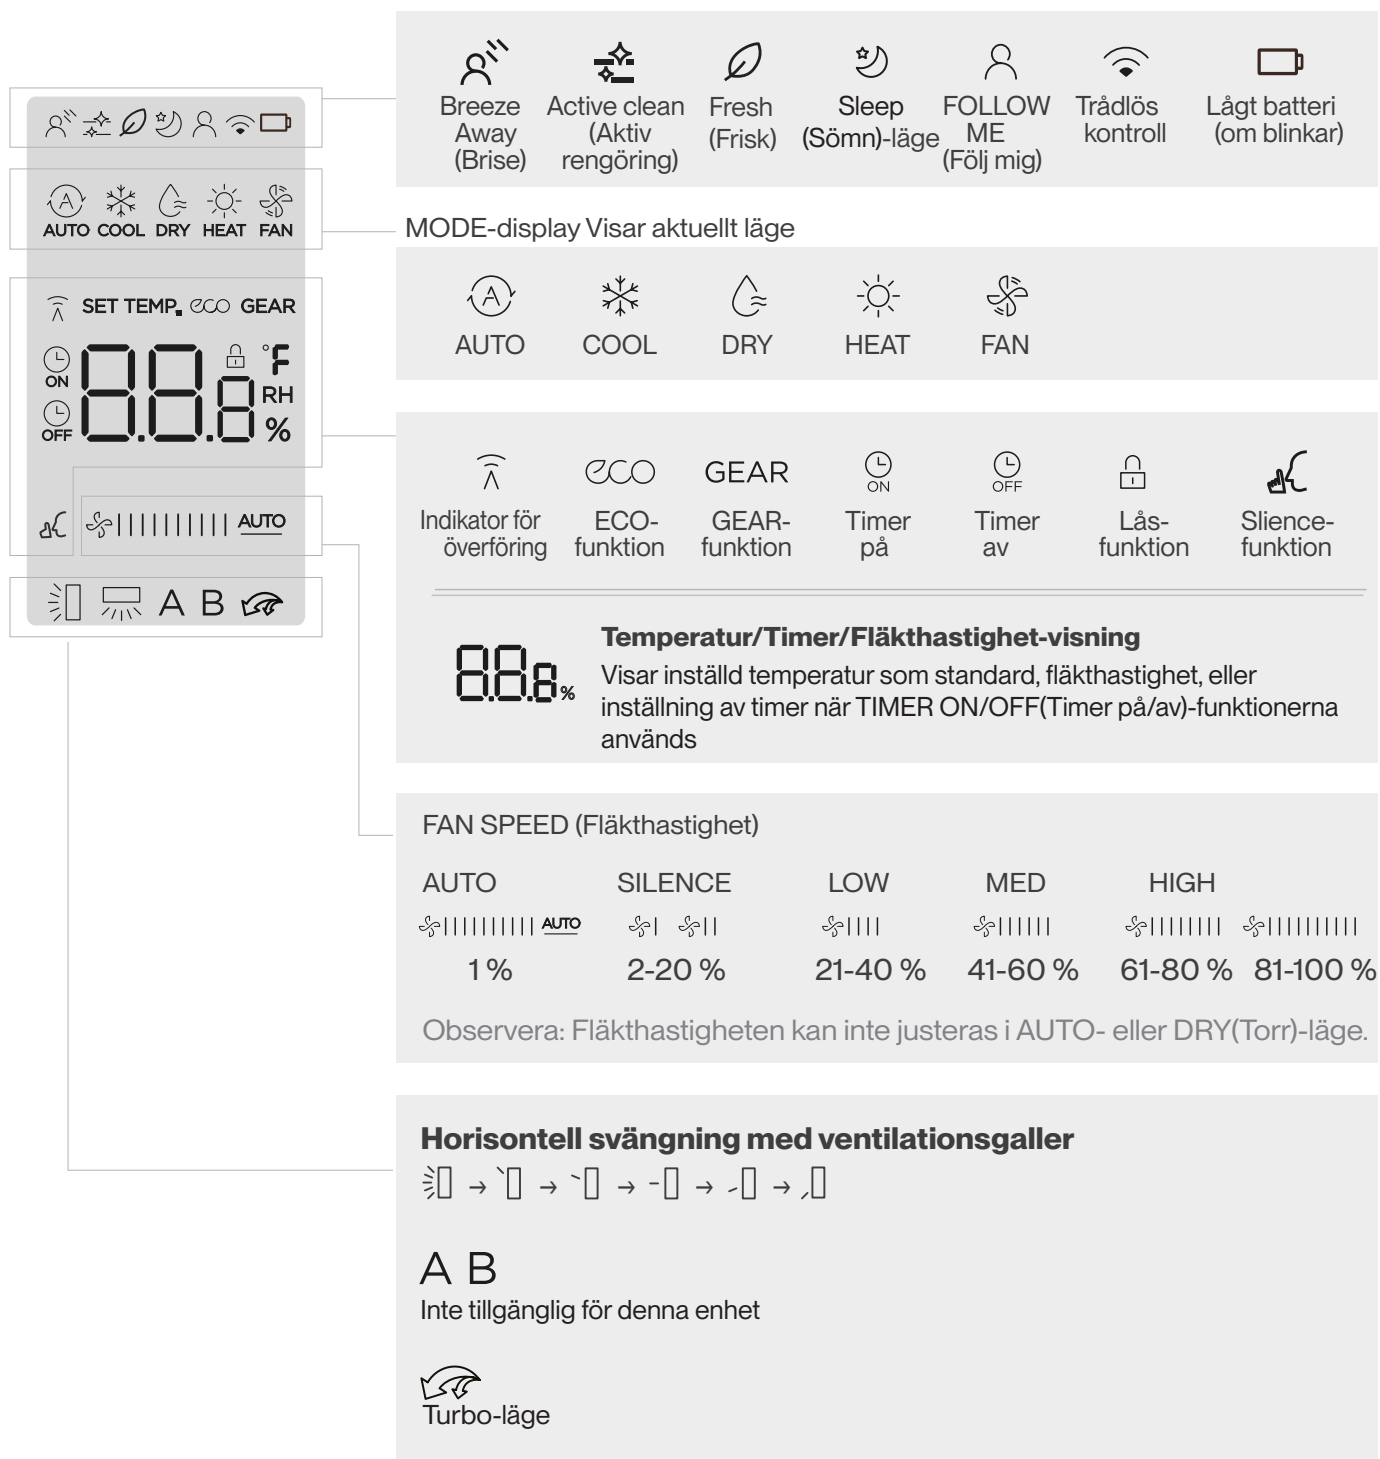 AUTO COOL DRY HEAT FAN
SET TEMP. eco GEAR
ON
°F
RH
OFF
88.8 %
AUTO
A B
Breeze Away (Brise)
Active clean (Aktiv rengöring)
Fresh (Frisk)
Sleep (Sömn)-läge
FOLLOW ME (Följ mig)
Trådlös kontroll
Lågt batteri (om blinkar)
MODE-display Visar aktuellt läge
A
AUTO COOL DRY HEAT FAN
eco GEAR ON OFF
Indikator för överföring
ECO-funktion
GEAR-funktion
Timer på
Timer av
Lås-funktion
Slience-funktion
88.8%
Temperatur/Timer/Fläkthastighet-visning
Visar inställd temperatur som standard, fläkthastighet, eller
inställning av timer när TIMER ON/OFF(Timer på/av)-funktionerna
används
FAN SPEED (Fläkthastighet)
AUTO SILENCE LOW MED HIGH
AUTO
1 % 2-20 % 21-40 % 41-60 % 61-80 % 81-100 %
Observera: Fläkthastigheten kan inte justeras i AUTO- eller DRY(Torr)-läge.
Horisontell svängning med ventilationsgaller
A B
Inte tillgänglig för denna enhet
Turbo-läge